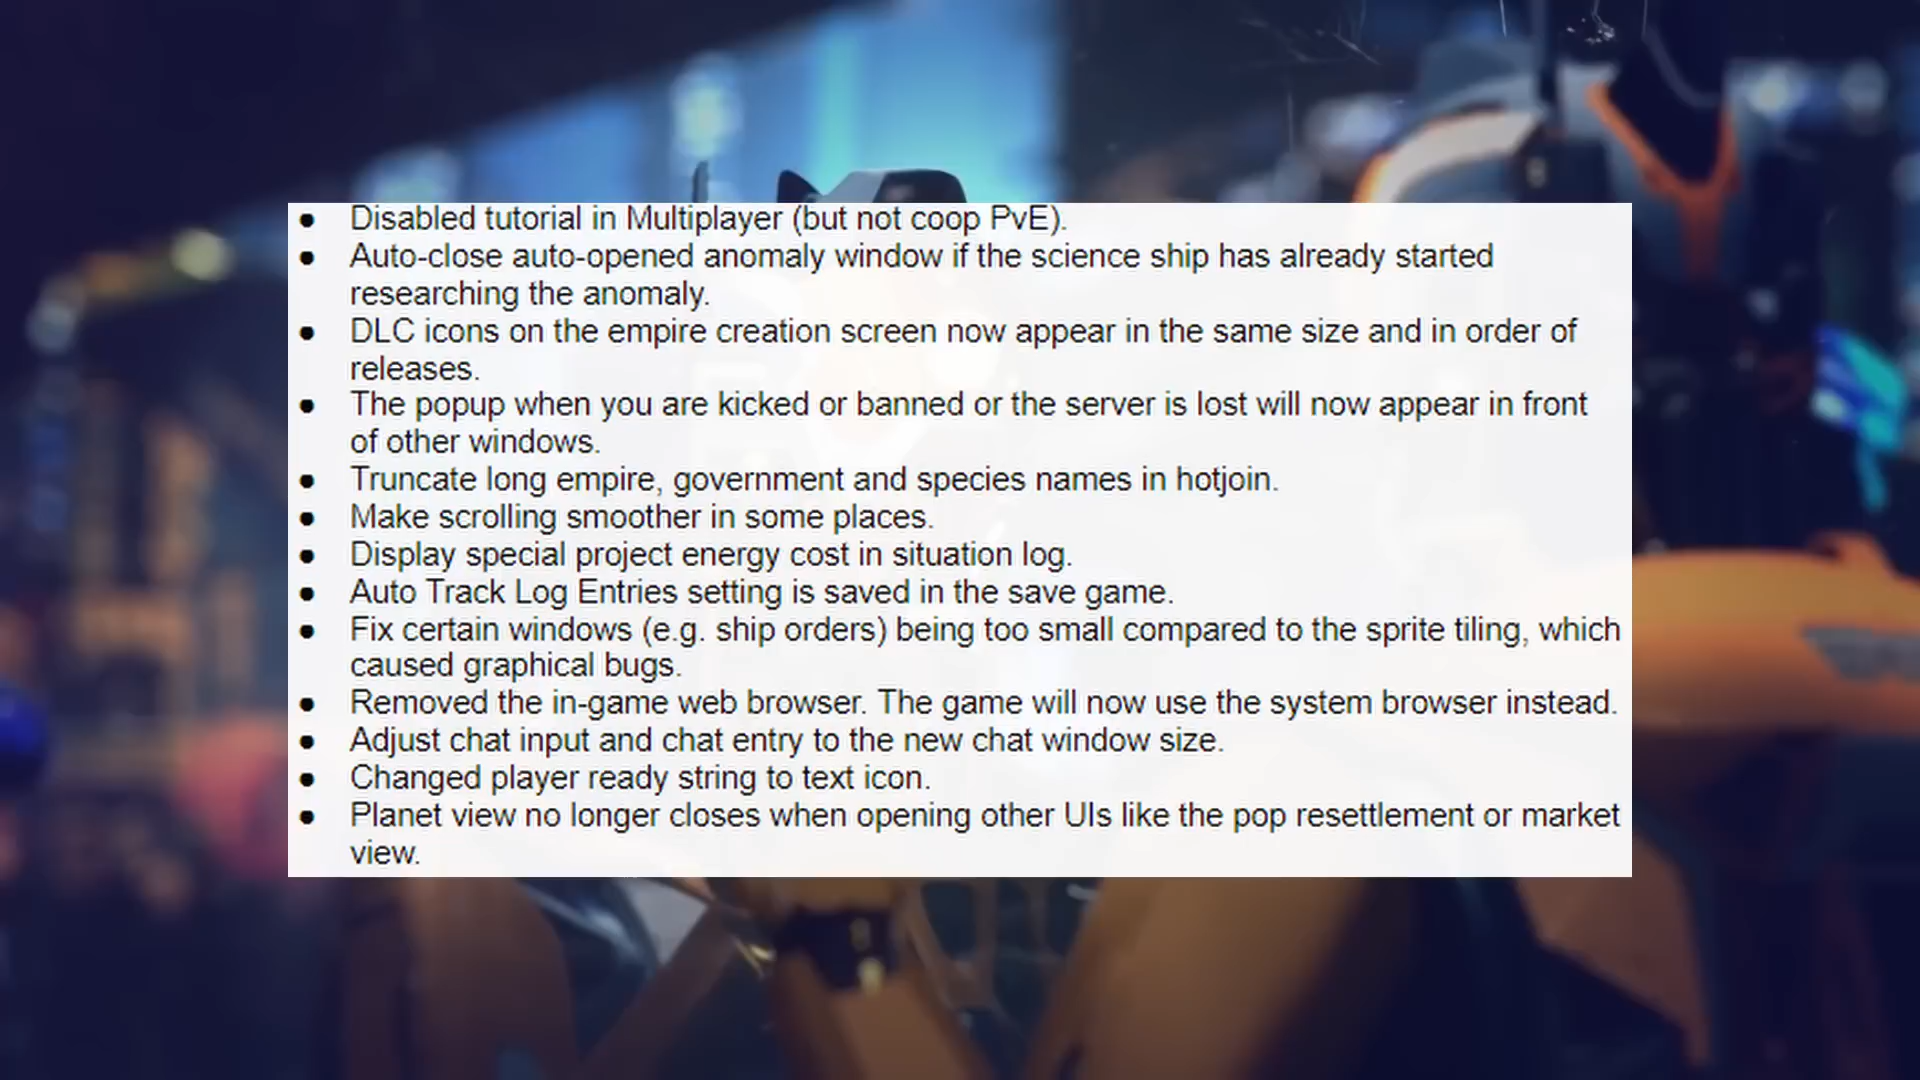 ● Disabled tutorial in Multiplayer (but not coop PvE).
● Auto-close auto-opened anomaly window if the science ship has already started
researching the anomaly.
● DLC icons on the empire creation screen now appear in the same size and in order of
releases.
● The popup when you are kicked or banned or the server is lost will now appear in front
of other windows.
● Truncate long empire, government and species names in hotjoin.
● Make scrolling smoother in some places.
● Display special project energy cost in situation log.
● Auto Track Log Entries setting is saved in the save game.
● Fix certain windows (e.g. ship orders) being too small compared to the sprite tiling, which
caused graphical bugs.
● Removed the in-game web browser. The game will now use the system browser instead.
● Adjust chat input and chat entry to the new chat window size.
● Changed player ready string to text icon.
● Planet view no longer closes when opening other UIs like the pop resettlement or market
view.